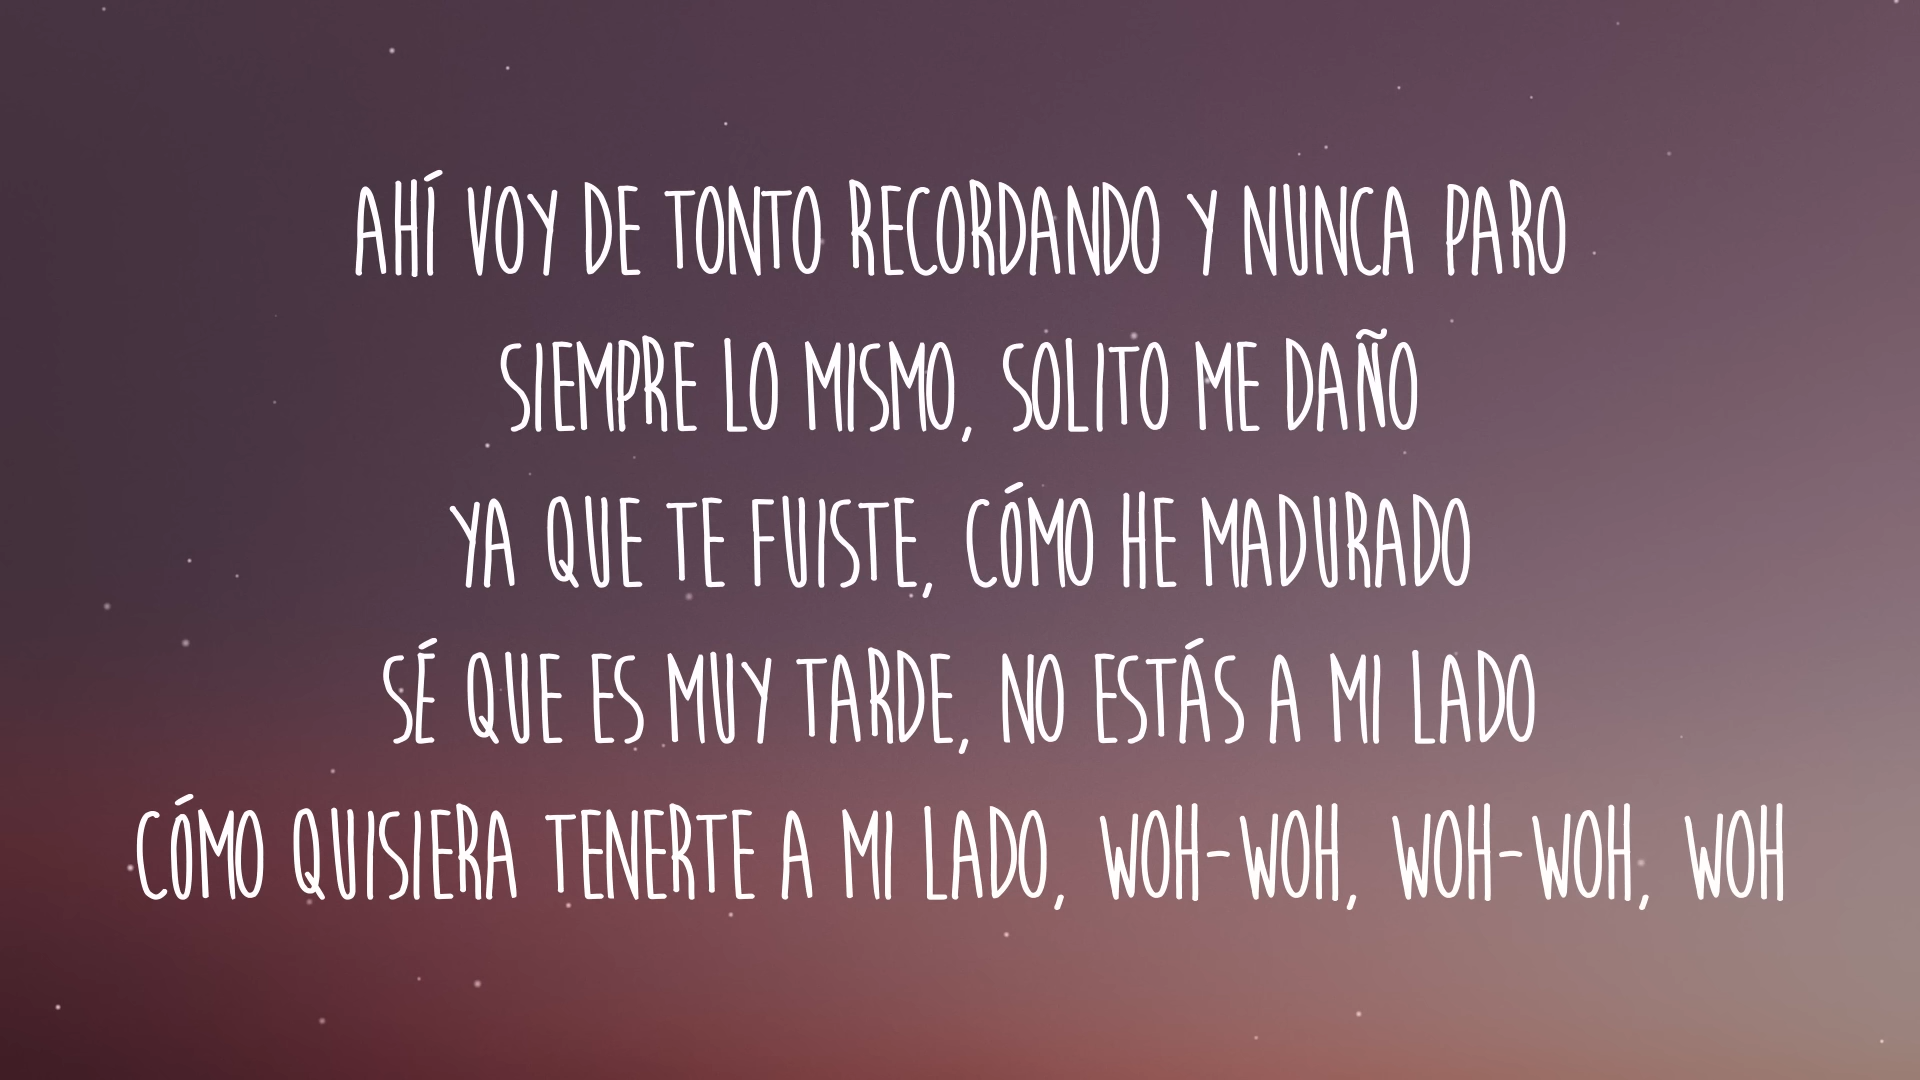 AHÍ VOY DE TONTO RECORDANDO Y NUNCA PARO
SIEMPRE LO MISMO, SOLITO ME DAÑO
YA QUE TE FUISTE, CÓMO HE MADURADO
SÉ QUE ES MUY TARDE, NO ESTÁS A MI LADO
CÓMO QUISIERA TENERTE A MI LADO, WOH-WOH, WOH-WOH, WOH